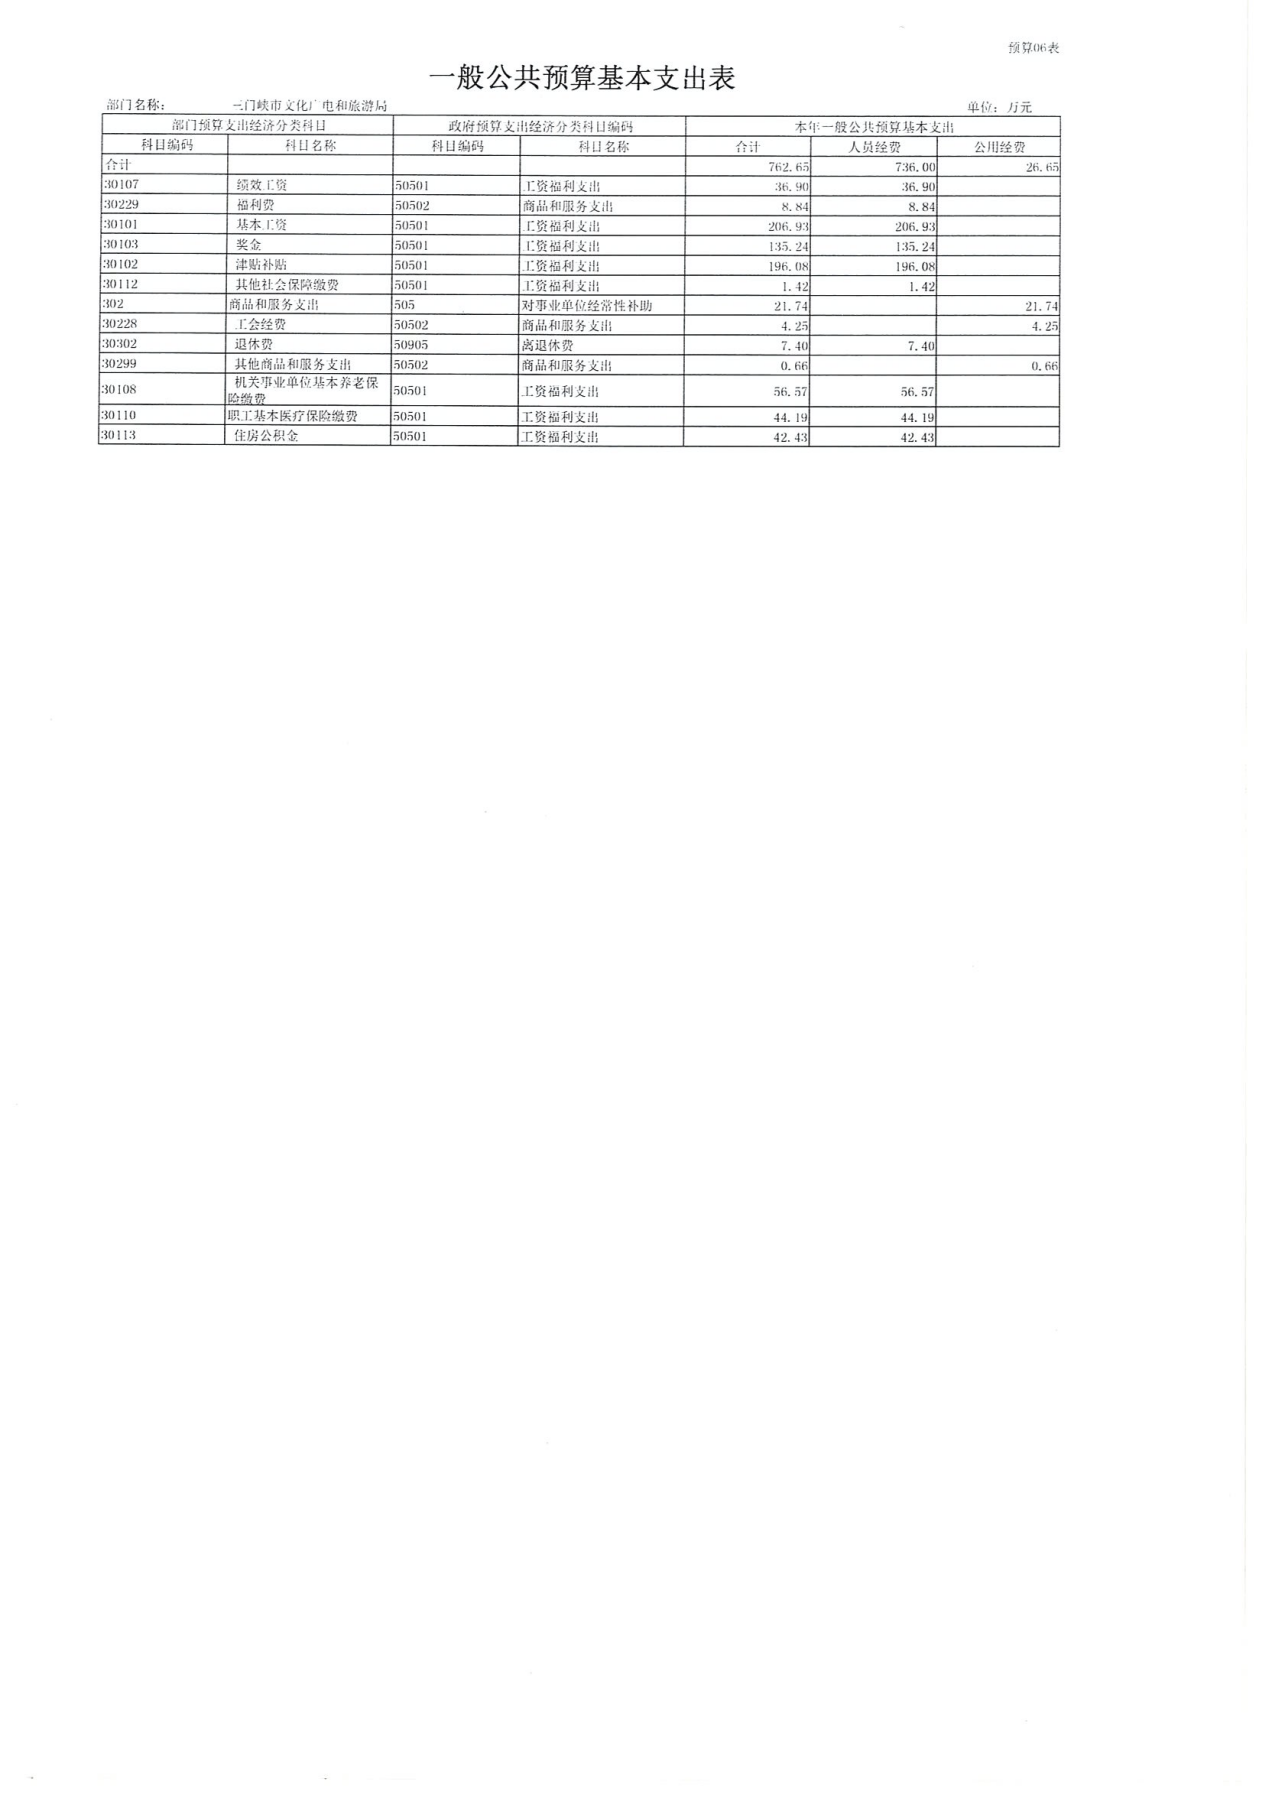 预算06表
一般公共预算基本支出表
部门名称： 三门峡市文化广电和旅游局 单位：万元
部门预算支出经济分类科目 政府预算支出经济分类科目编码 本年一般公共预算基本支出
科目编码 科目名称 科目编码 科目名称 合计 人员经费 公用经费
合计 762.65 736.00 26.65
30107 绩效工资 50501 工资福利支出 36.90 36.90
30229 福利费 50502 商品和服务支出 8.84 8.84
30101 基本工资 50501 工资福利支出 206.93 206.93
30103 奖金 50501 工资福利支出 135.24 135.24
30102 津贴补贴 50501 工资福利支出 196.08 196.08
30112 其他社会保障缴费 50501 工资福利支出 1.42 1.42
302 商品和服务支出 505 对事业单位经常性补助 21.74 21.74
30228 工会经费 50502 商品和服务支出 4.25 4.25
30302 退休费 50905 离退休费 7.40 7.40
30299 其他商品和服务支出 50502 商品和服务支出 0.66 0.66
30108 机关事业单位基本养老保 50501 工资福利支出 56.57 56.57
险缴费
30110 职工基本医疗保险缴费 50501 工资福利支出 44.19 44.19
30113 住房公积金 50501 工资福利支出 42.43 42.43